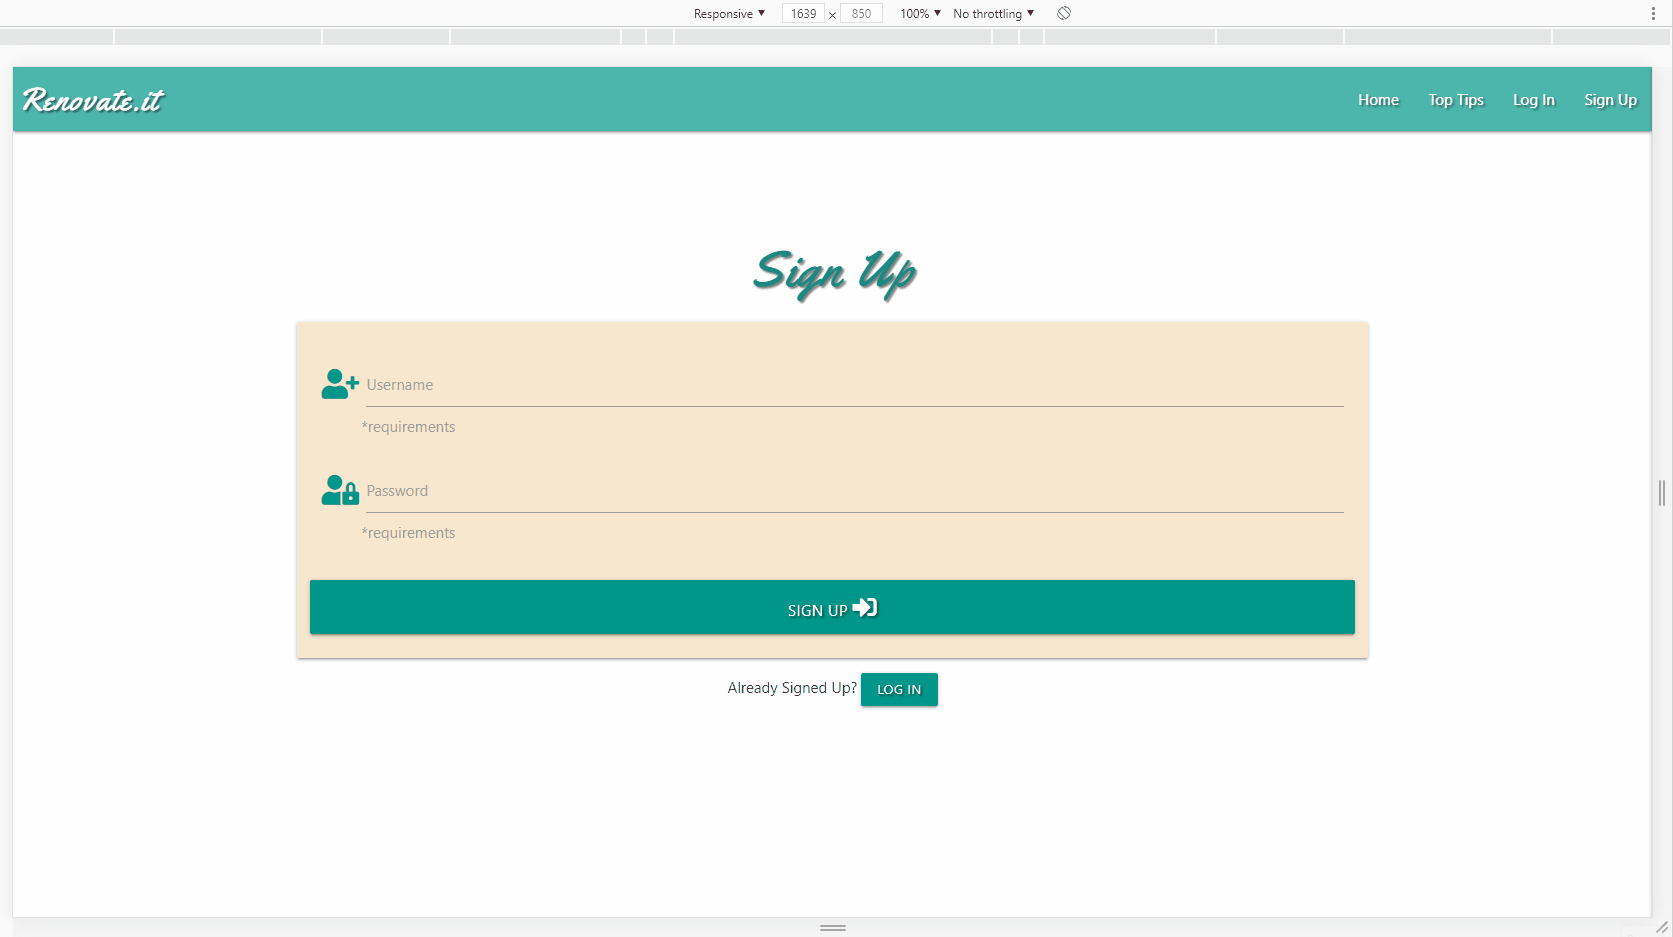 Responsive ▼ 1639 x 850 100% ▼ No throttling ▼
Renovate.it Home Top Tips Log In Sign Up
Sign Up
Username
*requirements
Password
*requirements
SIGN UP
Already Signed Up? LOG IN